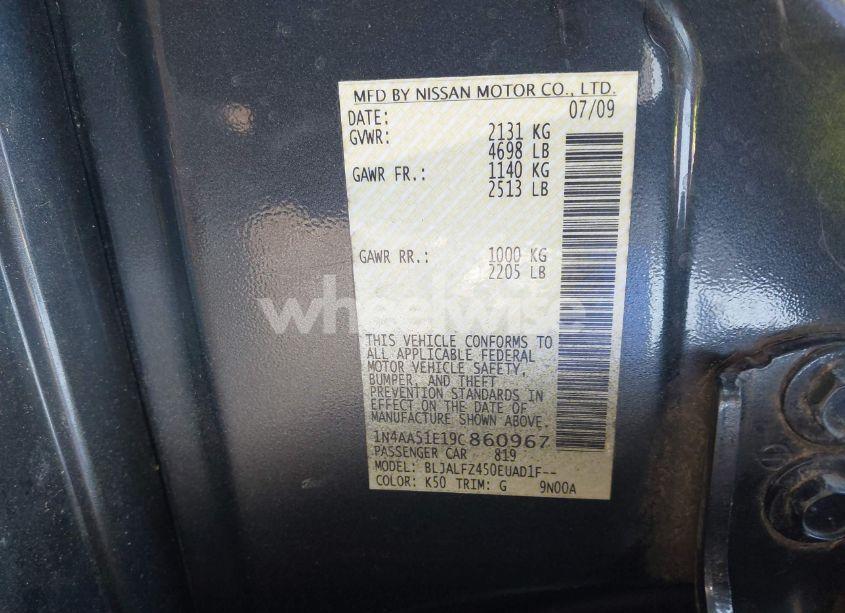 MFD BY NISSAN MOTOR CO., LTD.
DATE: 07/09
GVWR: 2131 KG
4698 LB
GAWR FR.: 1140 KG
2513 LB
GAWR RR.: 1000 KG
2205 LB
wheelwise
THIS VEHICLE CONFORMS TO
ALL APPLICABLE FEDERAL
MOTOR VEHICLE SAFETY,
BUMPER, AND THEFT
PREVENTION STANDARDS IN
EFFECT ON THE DATE OF
MANUFACTURE SHOWN ABOVE.
1N4AA51E19C860967
PASSENGER CAR 819
MODEL: BLJALFZ450EUAD1F--
COLOR: K50 TRIM: G 9N00A